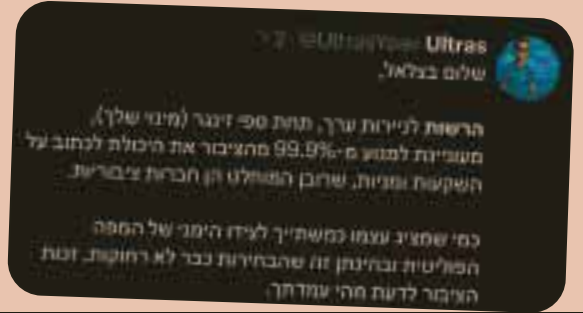 Ultras
שלום בצלאל,
הרשות לניירות ערך, תחת ספי זינגר (מינוי שלך),
מעוניינת למנוע מ-99.9% מהציבור את היכולת לכתוב על
השקעות ומניות, שרובן המוחלט הן חברות ציבוריות.
כמי שמציג עצמו כמשתייך לצידו הימני של המפה
הפוליטית ובהינתן זה שהבחירות כבר לא רחוקות, זכות
הציבור לדעת מהי עמדתך.